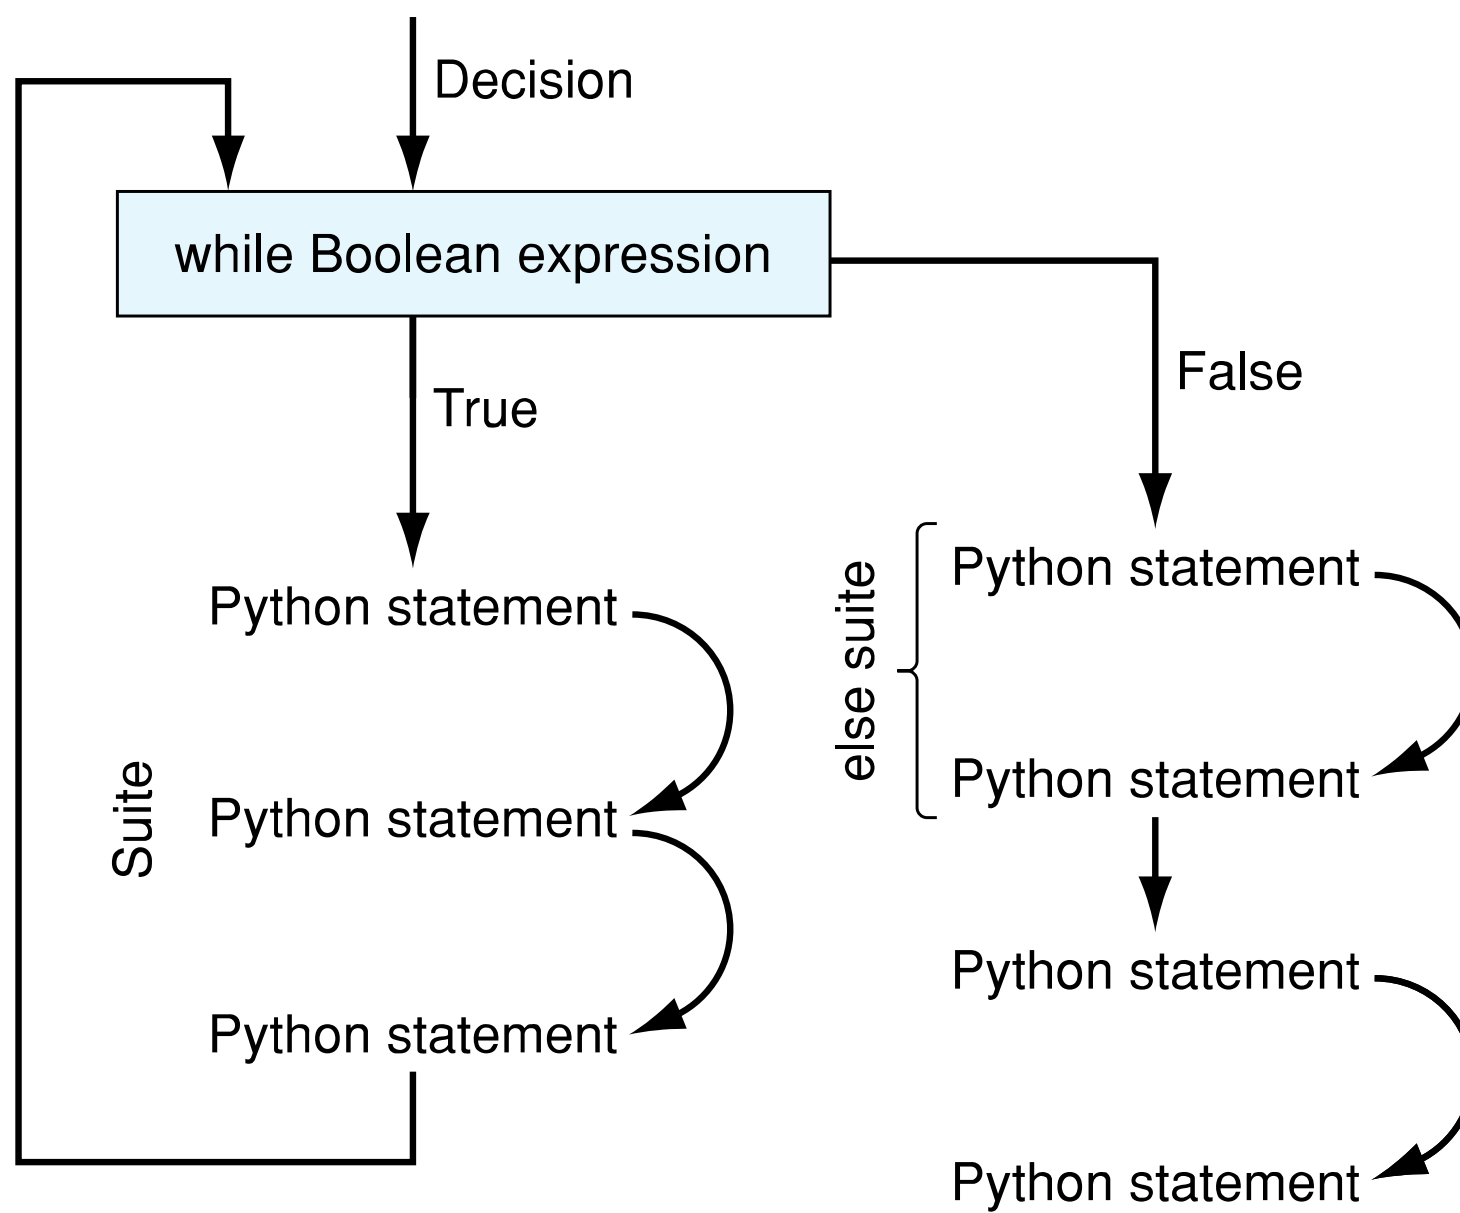 Decision
while Boolean expression
True
False
Suite
Python statement
Python statement
Python statement
else suite
Python statement
Python statement
Python statement
Python statement